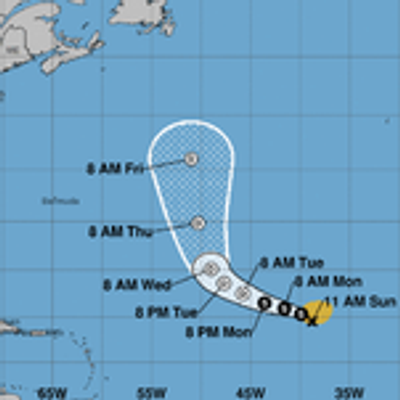 8 AM Fri
Bermuda
8 AM Thu
8 AM Tue
8 AM Wed
8 AM Mon
11 AM Sun
8 PM Tue
8 PM Mon
65W 55W 45W 35W